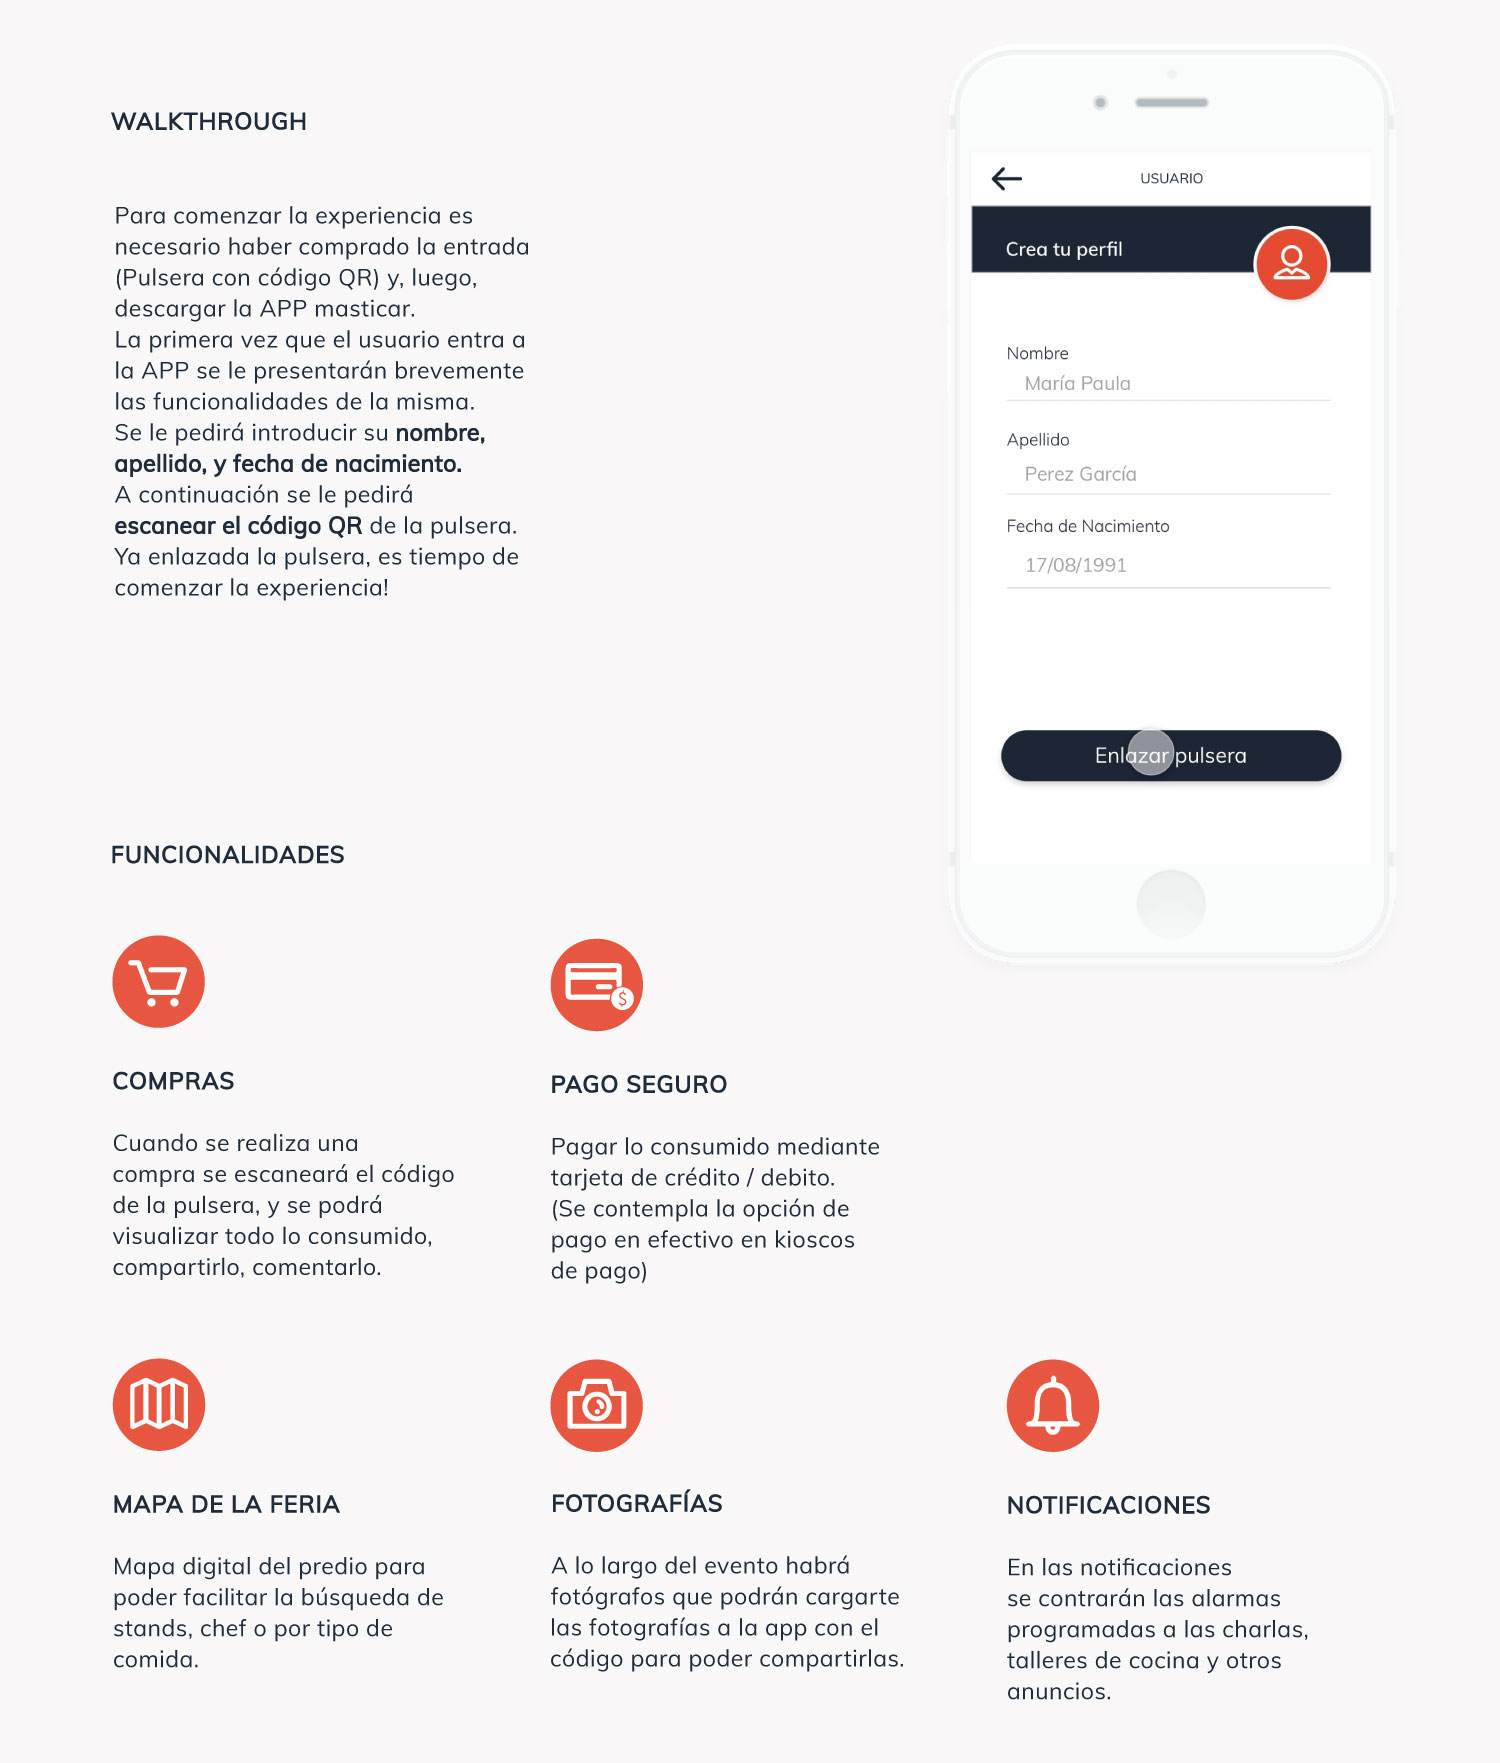 WALKTHROUGH
Para comenzar la experiencia es
necesario haber comprado la entrada
(Pulsera con código QR) y, luego,
descargar la APP masticar.
La primera vez que el usuario entra a
la APP se le presentarán brevemente
las funcionalidades de la misma.
Se le pedirá introducir su nombre,
apellido, y fecha de nacimiento.
A continuación se le pedirá
escanear el código QR de la pulsera.
Ya enlazada la pulsera, es tiempo de
comenzar la experiencia!
USUARIO
Crea tu perfil
Nombre
María Paula
Apellido
Perez García
Fecha de Nacimiento
17/08/1991
Enlazar pulsera
FUNCIONALIDADES
$
COMPRAS
Cuando se realiza una
compra se escaneará el código
de la pulsera, y se podrá
visualizar todo lo consumido,
compartirlo, comentarlo.
PAGO SEGURO
Pagar lo consumido mediante
tarjeta de crédito / debito.
(Se contempla la opción de
pago en efectivo en kioscos
de pago)
MAPA DE LA FERIA
Mapa digital del predio para
poder facilitar la búsqueda de
stands, chef o por tipo de
comida.
FOTOGRAFÍAS
A lo largo del evento habrá
fotógrafos que podrán cargarte
las fotografías a la app con el
código para poder compartirlas.
NOTIFICACIONES
En las notificaciones
se contrarán las alarmas
programadas a las charlas,
talleres de cocina y otros
anuncios.